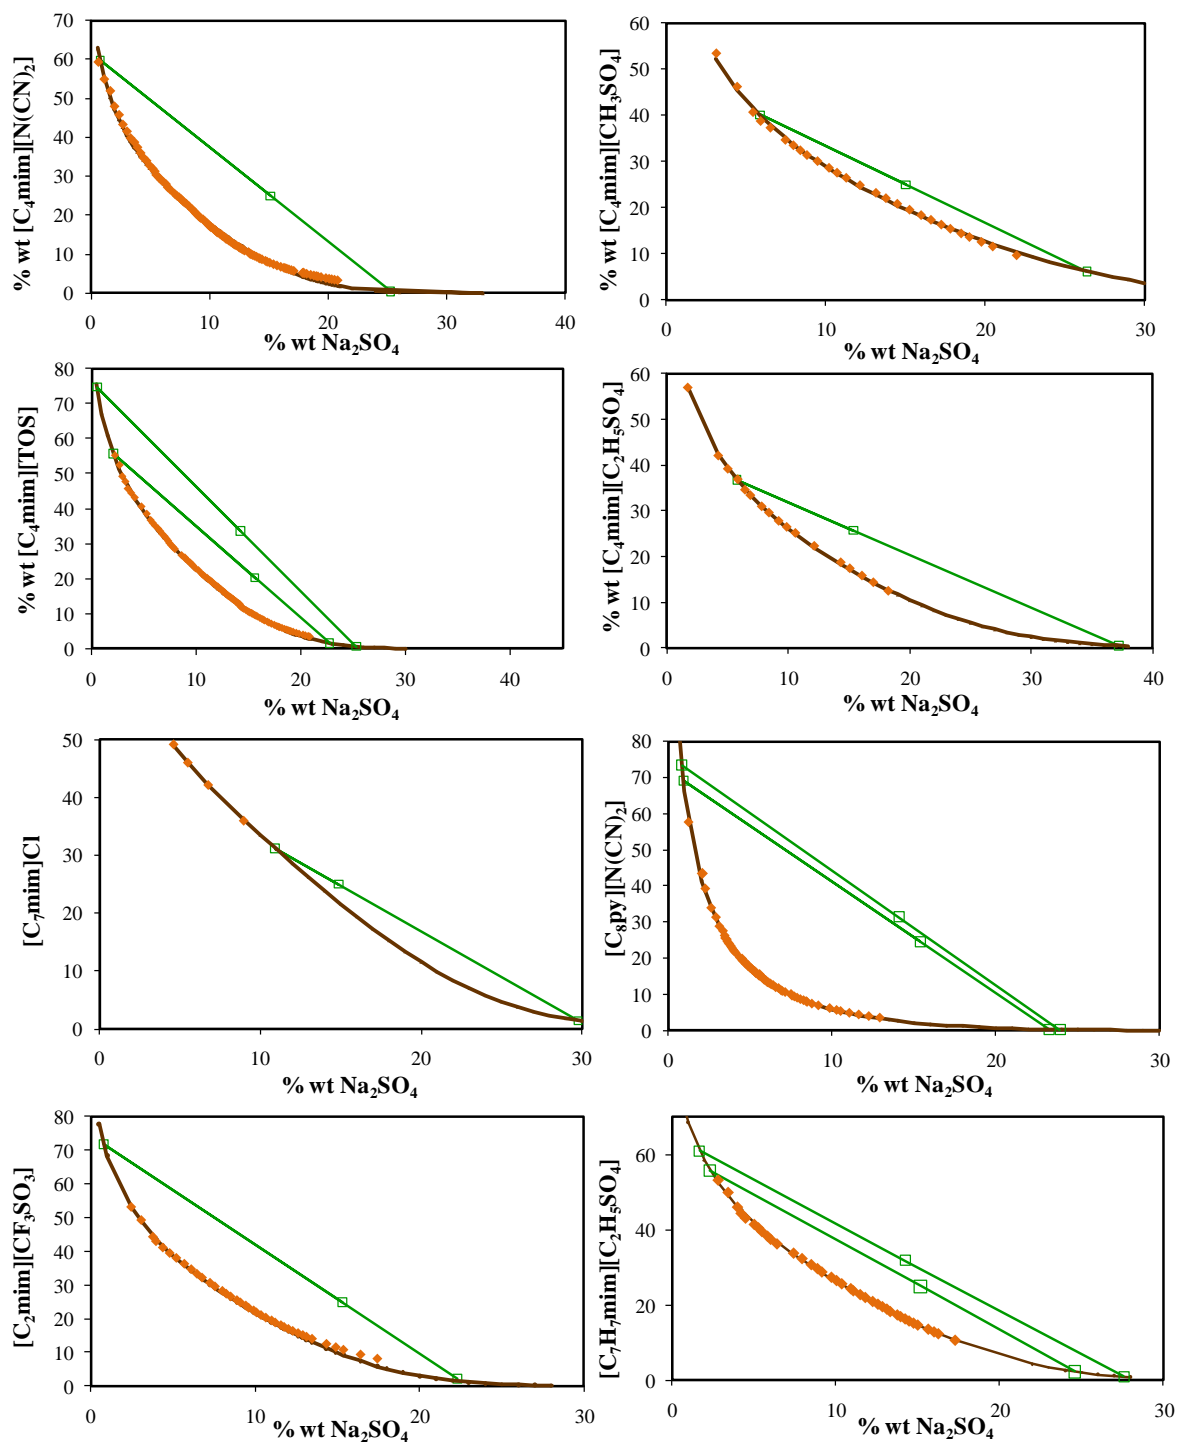 % wt [C₄mim][N(CN)₂]
70
60
50
40
30
20
10
0
0 10 20 30 40
% wt Na₂SO₄
% wt [C₄mim][CH₃SO₄]
60
50
40
30
20
10
0
0 10 20 30
% wt Na₂SO₄
% wt [C₄mim][TOS]
80
70
60
50
40
30
20
10
0
0 10 20 30 40
% wt Na₂SO₄
% wt [C₄mim][C₂H₅SO₄]
60
50
40
30
20
10
0
0 10 20 30 40
% wt Na₂SO₄
[C₇mim]Cl
50
40
30
20
10
0
0 10 20 30
% wt Na₂SO₄
[C₈py][N(CN)₂]
80
70
60
50
40
30
20
10
0
0 10 20 30
% wt Na₂SO₄
[C₂mim][CF₃SO₃]
80
70
60
50
40
30
20
10
0
0 10 20 30
% wt Na₂SO₄
[C₇H₇mim][C₂H₅SO₄]
60
40
20
0
0 10 20 30
% wt Na₂SO₄